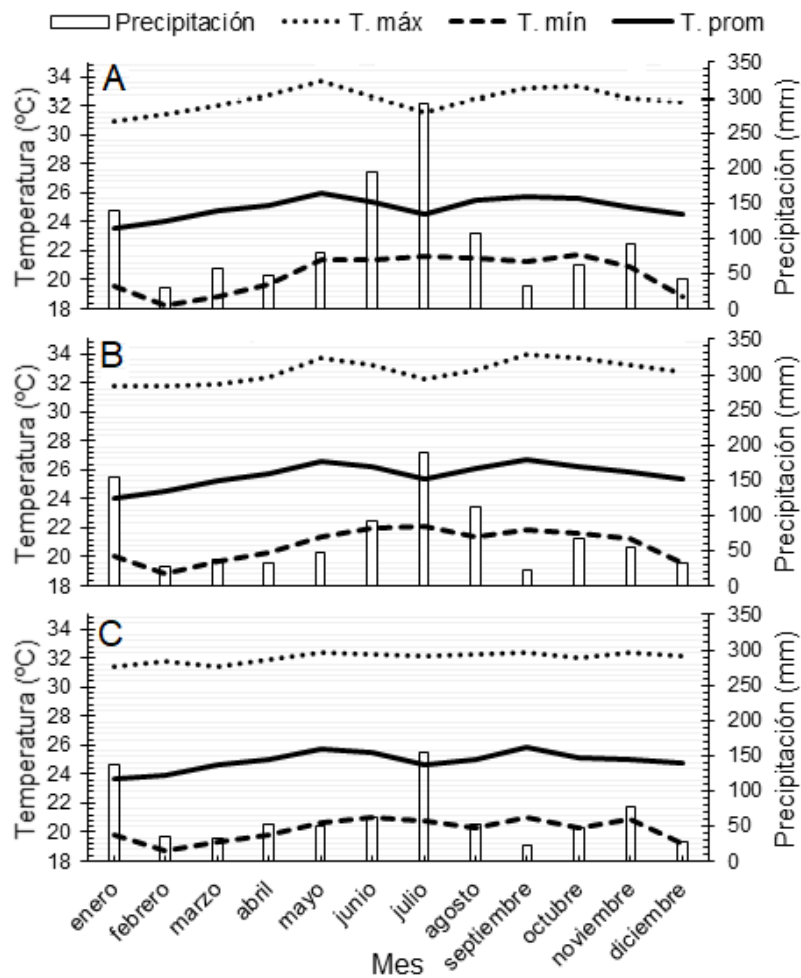 Precipitación T. máx T. mín T. prom
A
Temperatura (ºC)
34
32
30
28
26
24
22
20
18
350
300
250
200
150
100
50
0
Precipitación (mm)
B
Temperatura (ºC)
34
32
30
28
26
24
22
20
18
350
300
250
200
150
100
50
0
Precipitación (mm)
C
Temperatura (ºC)
34
32
30
28
26
24
22
20
18
350
300
250
200
150
100
50
0
Precipitación (mm)
enero
febrero
marzo
abril
mayo
junio
julio
agosto
septiembre
octubre
noviembre
diciembre
Mes